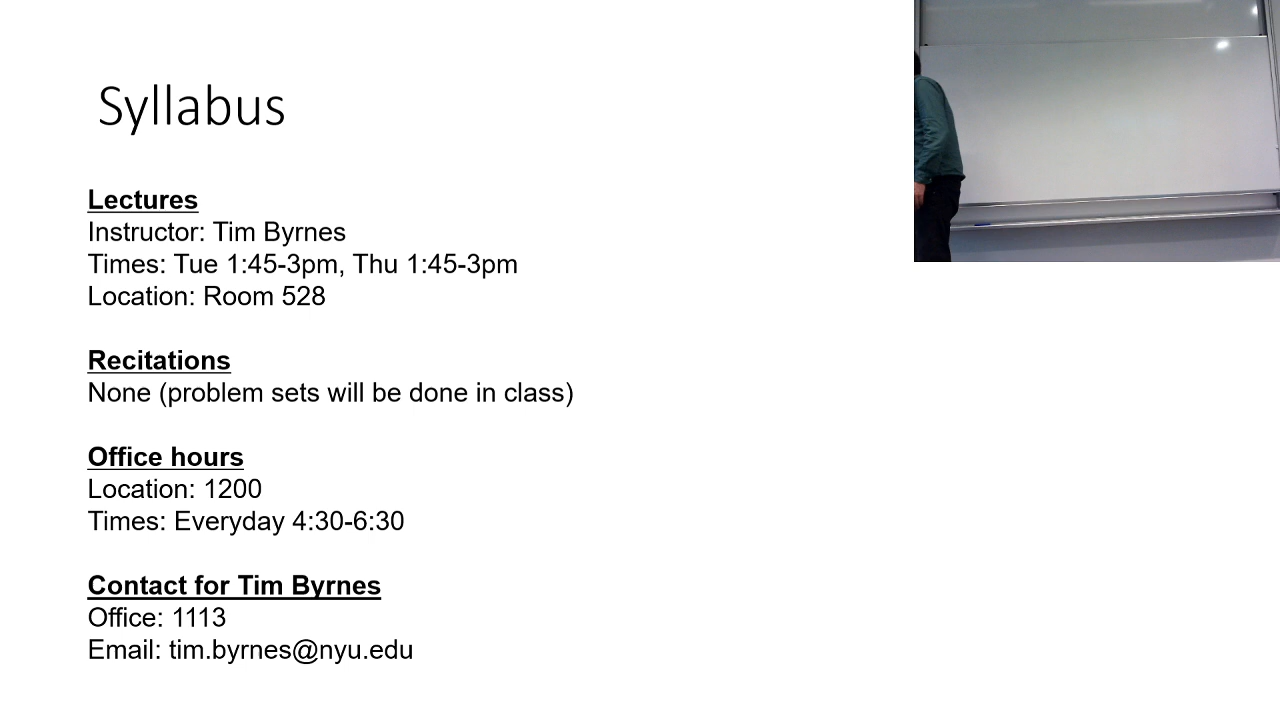 Syllabus
Lectures
Instructor: Tim Byrnes
Times: Tue 1:45-3pm, Thu 1:45-3pm
Location: Room 528
Recitations
None (problem sets will be done in class)
Office hours
Location: 1200
Times: Everyday 4:30-6:30
Contact for Tim Byrnes
Office: 1113
Email: tim.byrnes@nyu.edu